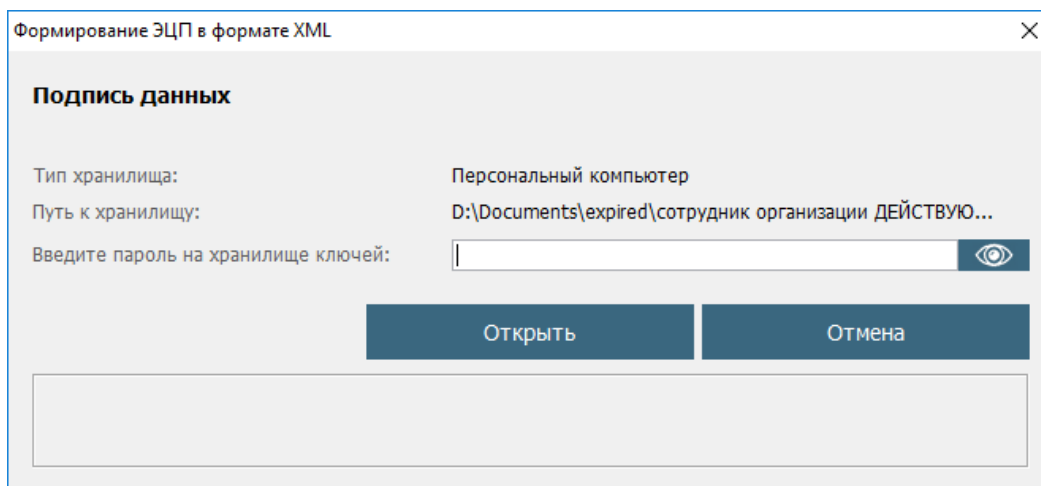 Формирование ЭЦП в формате XML
Подпись данных
Тип хранилища: Персональный компьютер
Путь к хранилищу: D:\Documents\expired\сотрудник организации ДЕЙСТВУЮ...
Введите пароль на хранилище ключей:
Открыть Отмена